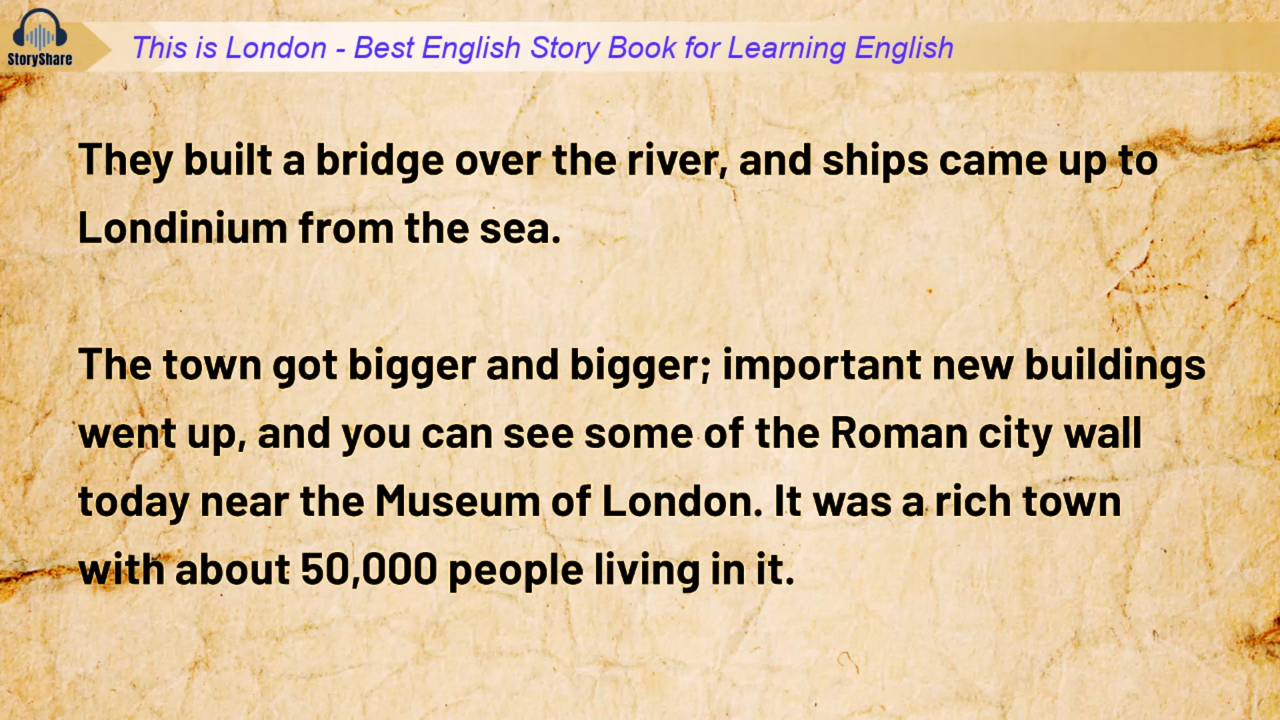 StoryShare
This is London - Best English Story Book for Learning English
They built a bridge over the river, and ships came up to
Londinium from the sea.
The town got bigger and bigger; important new buildings
went up, and you can see some of the Roman city wall
today near the Museum of London. It was a rich town
with about 50,000 people living in it.